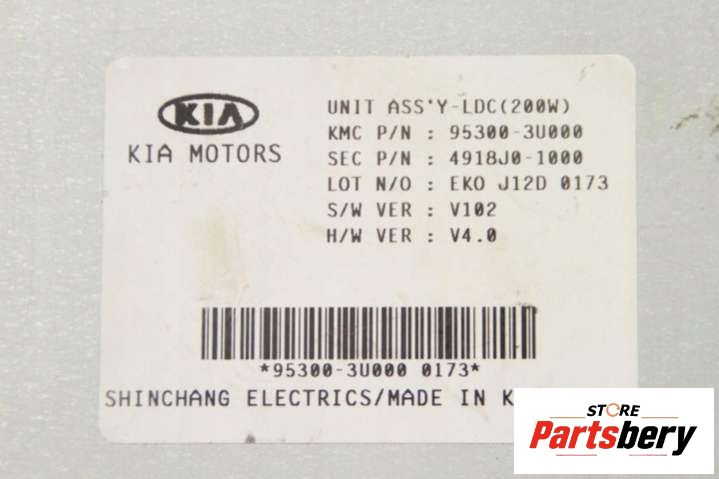 KIA
KIA MOTORS
UNIT ASS'Y-LDC(200W)
KMC P/N : 95300-3U000
SEC P/N : 4918J0-1000
LOT N/O : EKO J12D 0173
S/W VER : V102
H/W VER : V4.0
*95300-3U000 0173*
SHINCHANG ELECTRICS/MADE IN
STORE
Partsbery